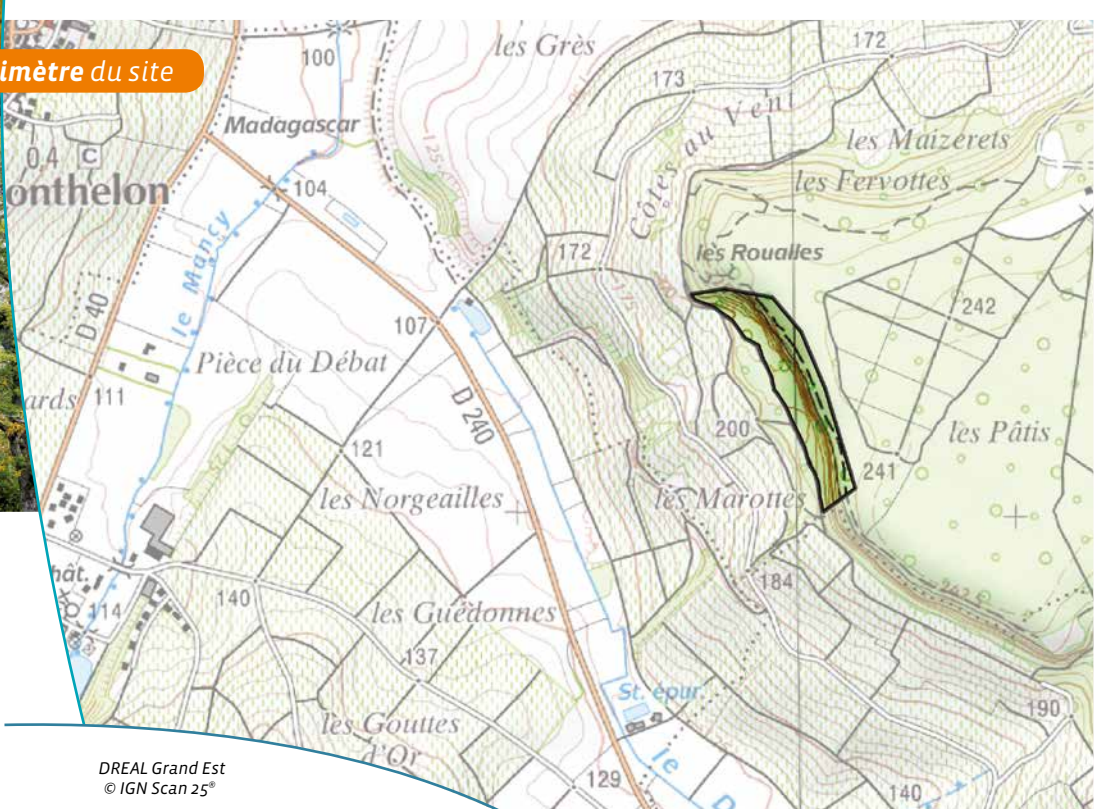 imètre du site
les Grès
172
100
173
Madagascar
Côtes au Vent
les Maizerets
0,4 C
les Fervottes
onthelon
104
le Mancy
172
les Roualles
175
242
D 40
107
Pièce du Débat
D 240
ards 111
125
200
les Pâtis
121
241
les Norgeailles
les Marottes
hât.
184
140
114
les Guédonnes
137
St. épur.
190
les Gouttes
d'Or
le
D
129
140
DREAL Grand Est
© IGN Scan 25®